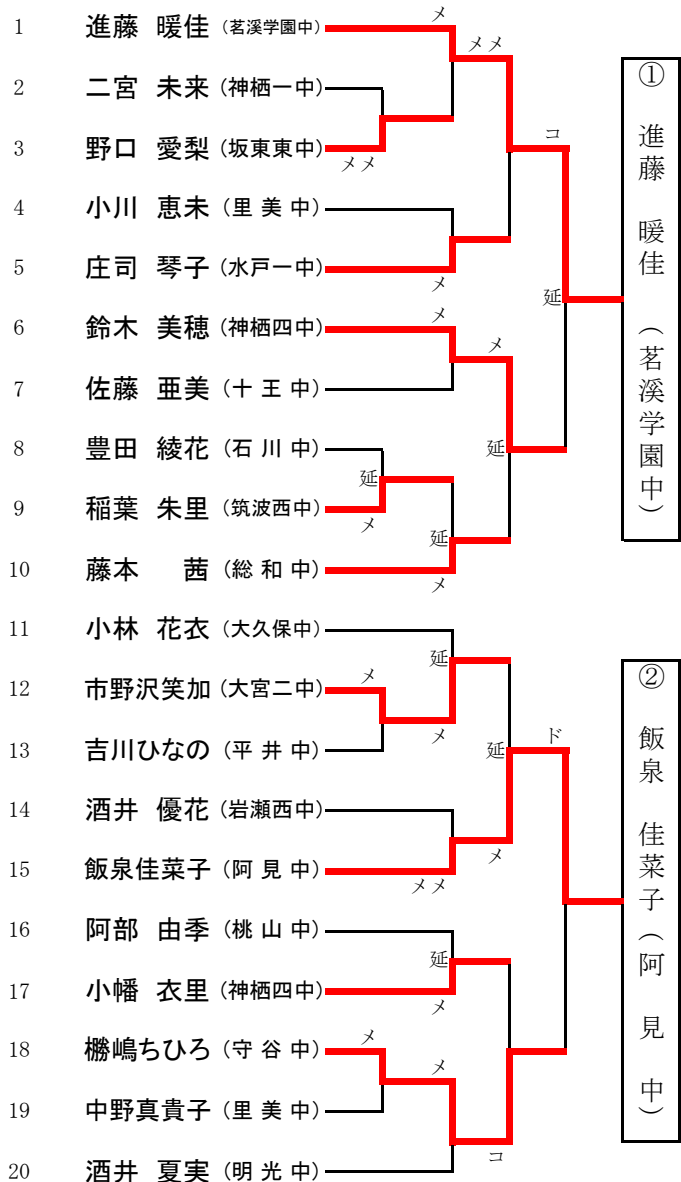 1 進藤 暖佳 (茗溪学園中)
2 二宮 未来 (神栖一中)
3 野口 愛梨 (坂東東中)
4 小川 恵未 (里美中)
5 庄司 琴子 (水戸一中)
6 鈴木 美穂 (神栖四中)
7 佐藤 亜美 (十王中)
8 豊田 綾花 (石川中)
9 稲葉 朱里 (筑波西中)
10 藤本 茜 (総和中)
11 小林 花衣 (大久保中)
12 市野沢笑加 (大宮二中)
13 吉川ひなの (平井中)
14 酒井 優花 (岩瀬西中)
15 飯泉佳菜子 (阿見中)
16 阿部 由季 (桃山中)
17 小幡 衣里 (神栖四中)
18 橳嶋ちひろ (守谷中)
19 中野真貴子 (里美中)
20 酒井 夏実 (明光中)
メ
メメ
メメ
コ
メ
延
メ
メ
延
延
メ
延
メ
メ
延
メ
ド
延
メ
メメ
延
メ
メ
メ
コ
① 進藤 暖佳 (茗溪学園中)
② 飯泉 佳菜子 (阿見中)